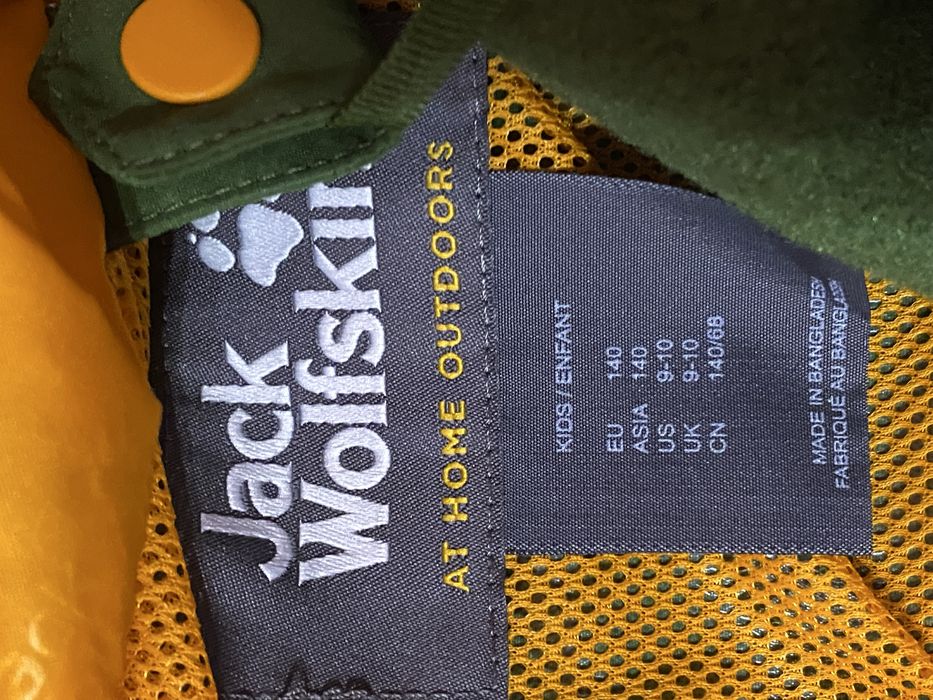 Jack
Wolfskin
AT HOME OUTDOORS
KIDS / ENFANT
EU 140
ASIA 140
US 9-10
UK 9-10
CN 140/68
MADE IN BANGLADESH
FABRIQUÉ AU BANGLADESH